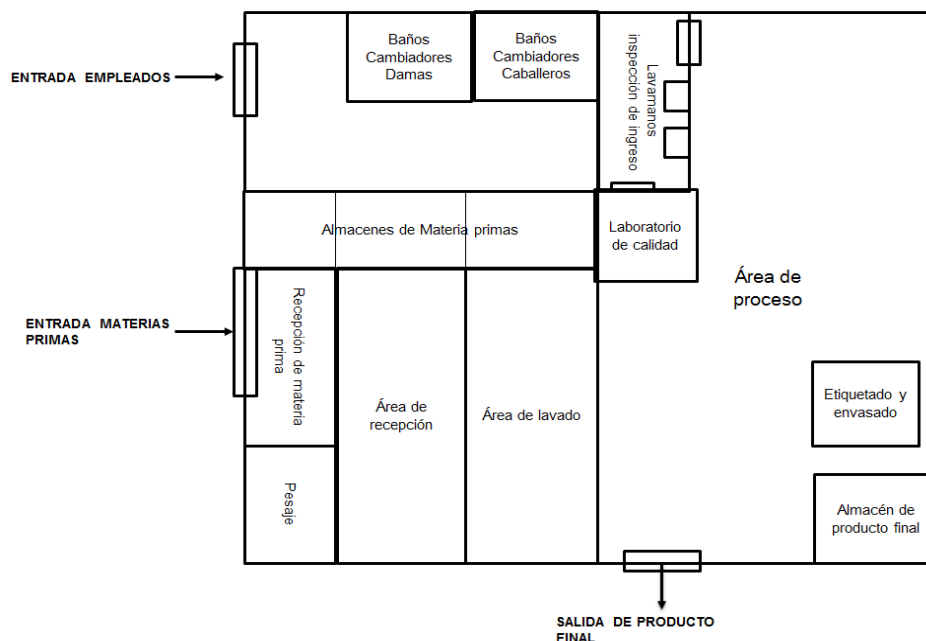 Baños
Cambiadores
Damas
Baños
Cambiadores
Caballeros
Lavamanos
inspección de ingreso
ENTRADA EMPLEADOS
Almacenes de Materia primas
Laboratorio
de calidad
Área de
proceso
ENTRADA MATERIAS
PRIMAS
Recepción de materia
prima
Área de
recepción
Área de lavado
Etiquetado y
envasado
Pesaje
Almacén de
producto final
SALIDA DE PRODUCTO
FINAL